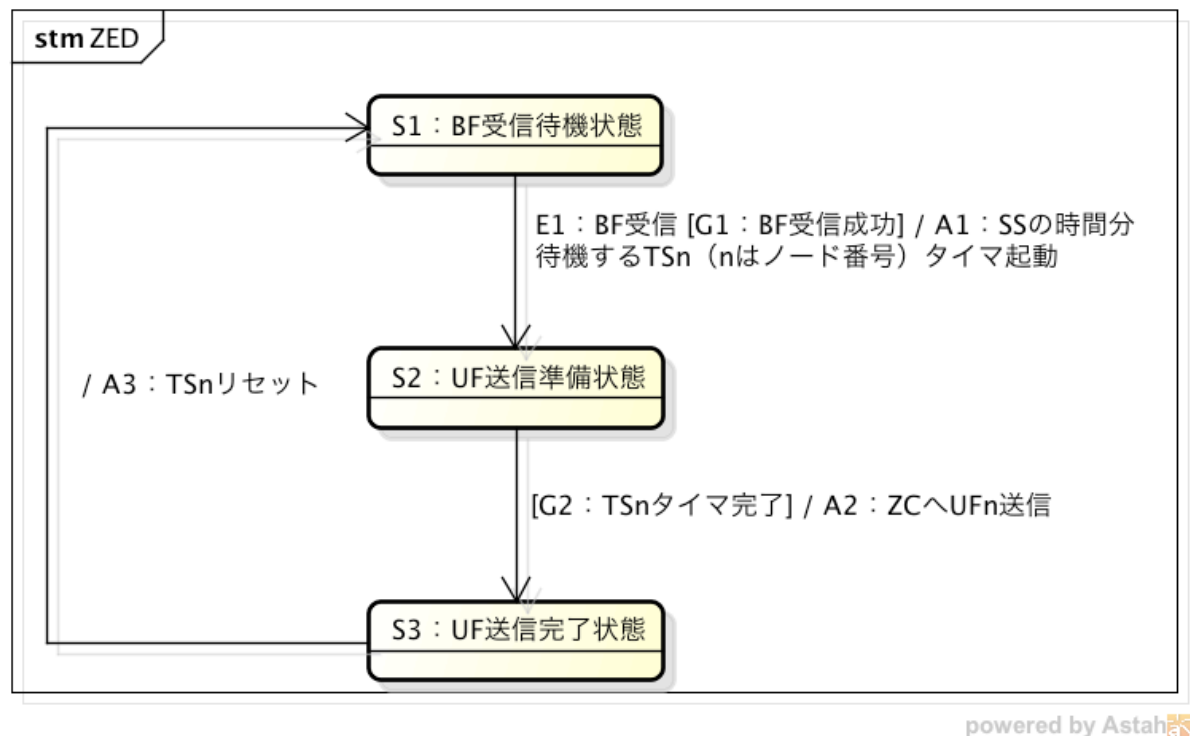 stm ZED
S1：BF受信待機状態
E1：BF受信 [G1：BF受信成功] / A1：SSの時間分
待機するTSn（nはノード番号）タイマ起動
S2：UF送信準備状態
/ A3：TSnリセット
[G2：TSnタイマ完了] / A2：ZCへUFn送信
S3：UF送信完了状態
powered by Astah